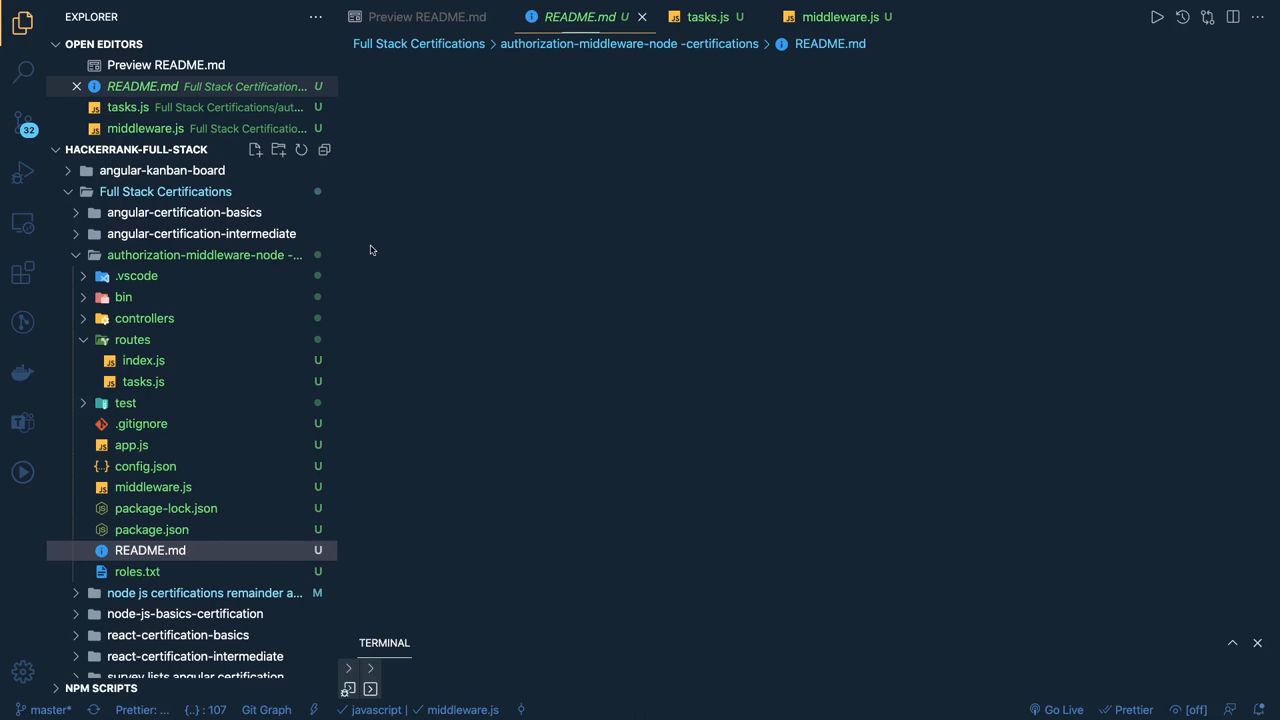 EXPLORER
Preview README.md
README.md U
tasks.js U
middleware.js U
OPEN EDITORS
Full Stack Certifications > authorization-middleware-node -certifications > README.md
Preview README.md
README.md Full Stack Certification... U
tasks.js Full Stack Certifications/aut... U
middleware.js Full Stack Certificatio... U
32
HACKERRANK-FULL-STACK
angular-kanban-board
Full Stack Certifications
angular-certification-basics
angular-certification-intermediate
authorization-middleware-node -...
.vscode
bin
controllers
routes
index.js U
tasks.js U
test
.gitignore U
app.js U
config.json U
middleware.js U
package-lock.json U
package.json U
README.md U
roles.txt U
node js certifications remainder a... M
node-js-basics-certification
react-certification-basics
react-certification-intermediate
survey lists angular certification
TERMINAL
NPM SCRIPTS
master* Prettier: ... {..} : 107 Git Graph javascript | middleware.js Go Live Prettier [off]